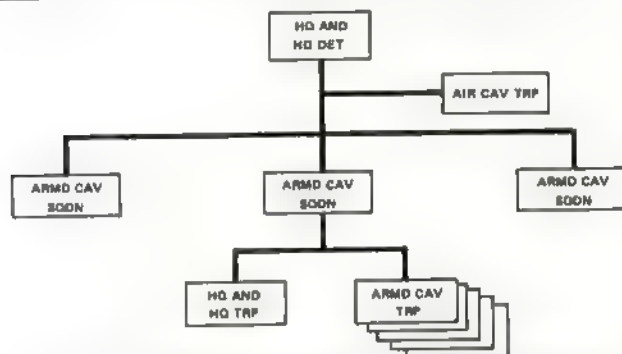 HQ AND
HQ DET
AIR CAV TRP
ARMD CAV
SQDN
ARMD CAV
SQDN
ARMD CAV
SQDN
HQ AND
HQ TRP
ARMD CAV
TRP